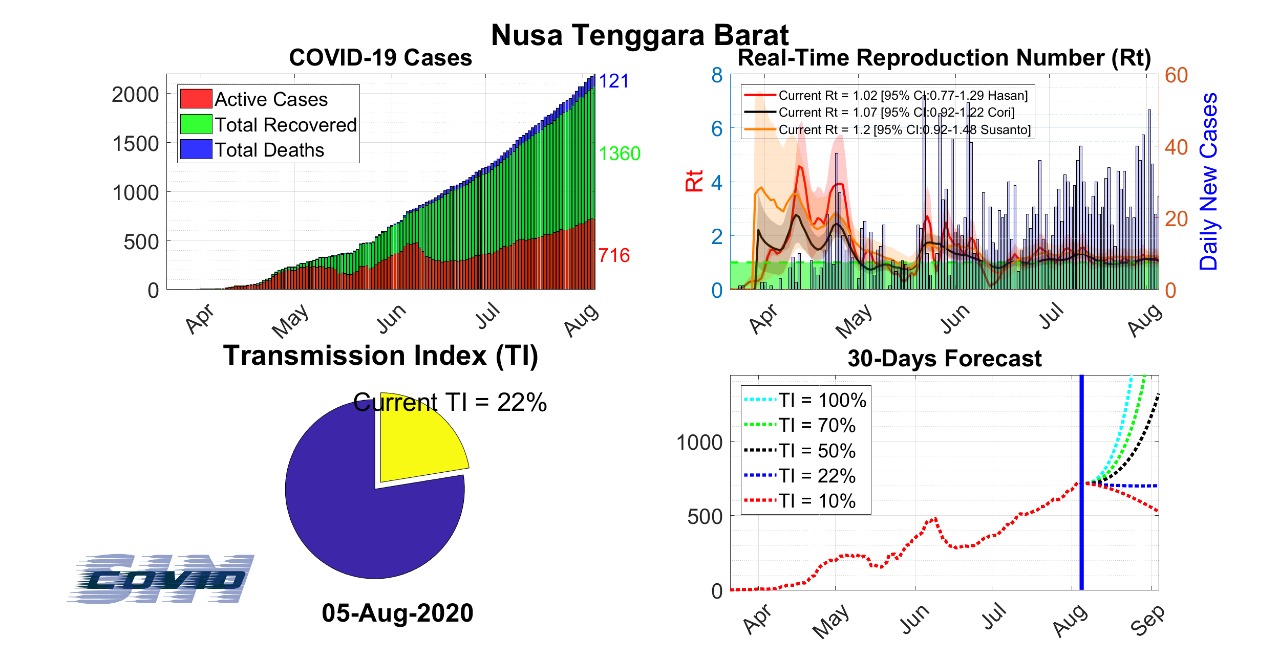 Nusa Tenggara Barat
COVID-19 Cases
2000
1500
1000
500
0
Apr
May
Jun
Jul
Aug
Active Cases
Total Recovered
Total Deaths
121
1360
716
Real-Time Reproduction Number (Rt)
8
6
4
2
0
Rt
60
40
20
0
Daily New Cases
Apr
May
Jun
Jul
Aug
Current Rt = 1.02 [95% CI:0.77-1.29 Hasan]
Current Rt = 1.07 [95% CI:0.92-1.22 Cori]
Current Rt = 1.2 [95% CI:0.92-1.48 Susanto]
Transmission Index (TI)
Current TI = 22%
SIM
COVID
05-Aug-2020
30-Days Forecast
1000
500
0
Apr
May
Jun
Jul
Aug
Sep
TI = 100%
TI = 70%
TI = 50%
TI = 22%
TI = 10%